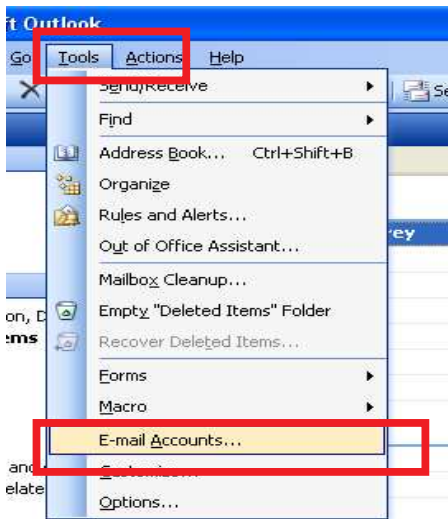 ft Outlook
Go Tools Actions Help
Send/Receive
Se
Find
Address Book... Ctrl+Shift+B
Organize
Rules and Alerts...
ey
Out of Office Assistant...
Mailbox Cleanup...
on, D
Empty "Deleted Items" Folder
ems
Recover Deleted Items...
Forms
Macro
E-mail Accounts...
and
Customize...
elate
Options...